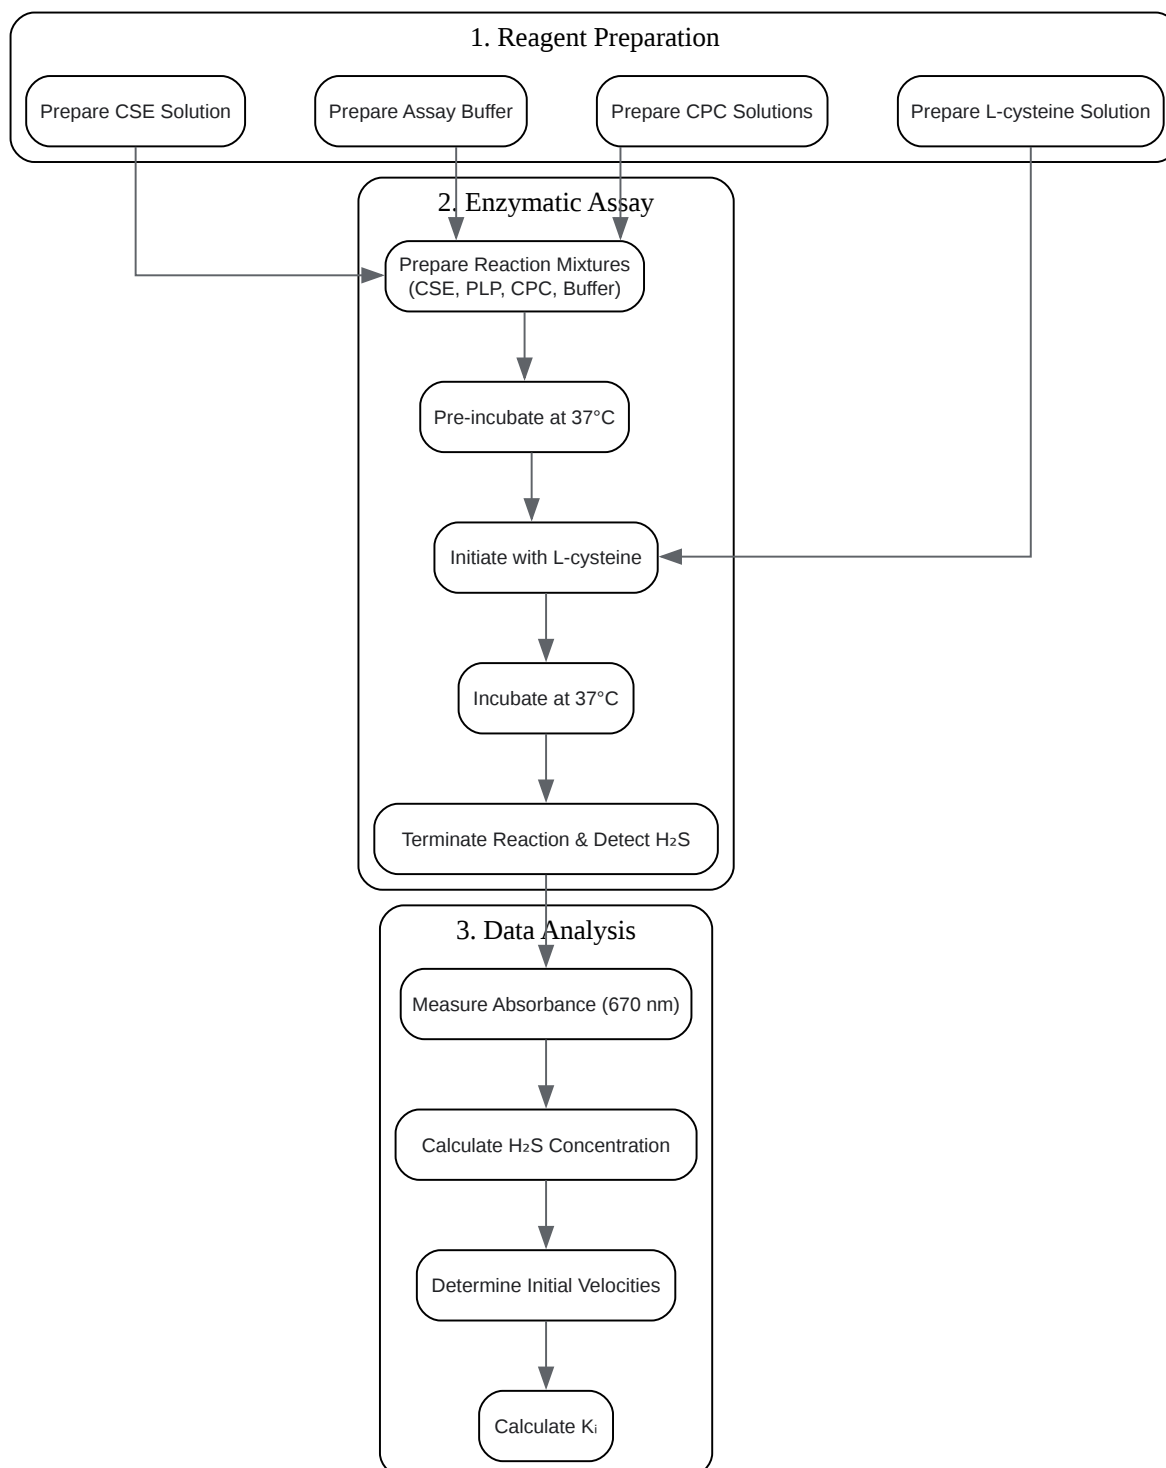 1. Reagent Preparation
Prepare CSE Solution
Prepare Assay Buffer
Prepare CPC Solutions
Prepare L-cysteine Solution
2. Enzymatic Assay
Prepare Reaction Mixtures
(CSE, PLP, CPC, Buffer)
Pre-incubate at 37°C
Initiate with L-cysteine
Incubate at 37°C
Terminate Reaction & Detect H₂S
3. Data Analysis
Measure Absorbance (670 nm)
Calculate H₂S Concentration
Determine Initial Velocities
Calculate Kᵢ